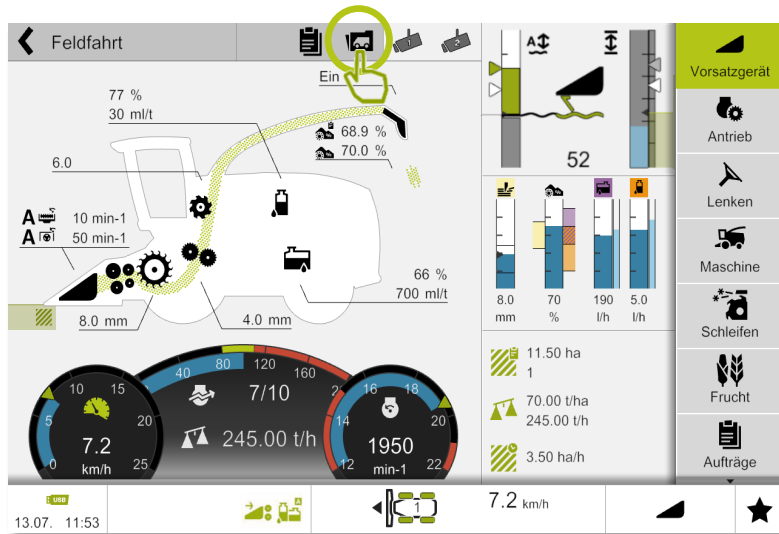 Feldfahrt
1
2
A
Ein
77 %
30 ml/t
68.9 %
70.0 %
6.0
A 10 min-1
A 50 min-1
66 %
700 ml/t
8.0 mm
4.0 mm
52
8.0 70 190 5.0
mm % l/h l/h
11.50 ha
1
70.00 t/ha
245.00 t/h
3.50 ha/h
0 5 10 15 20 25
7.2
km/h
40 80 120 160
7/10
245.00 t/h
12 14 16 18 20 22
1950
min-1
Vorsatzgerät
Antrieb
Lenken
Maschine
Schleifen
Frucht
Aufträge
USB
13.07. 11:53
A
1
7.2 km/h